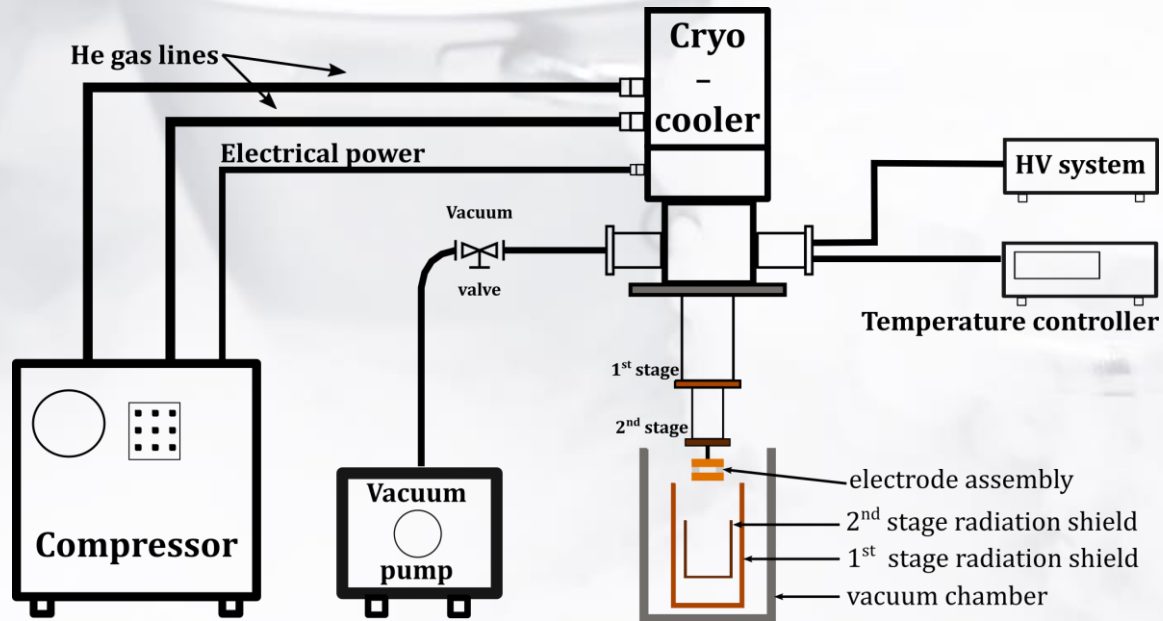 Cryo
–
cooler
He gas lines
Electrical power
HV system
Vacuum
valve
Temperature controller
1st stage
2nd stage
electrode assembly
2nd stage radiation shield
1st stage radiation shield
vacuum chamber
Vacuum
pump
Compressor